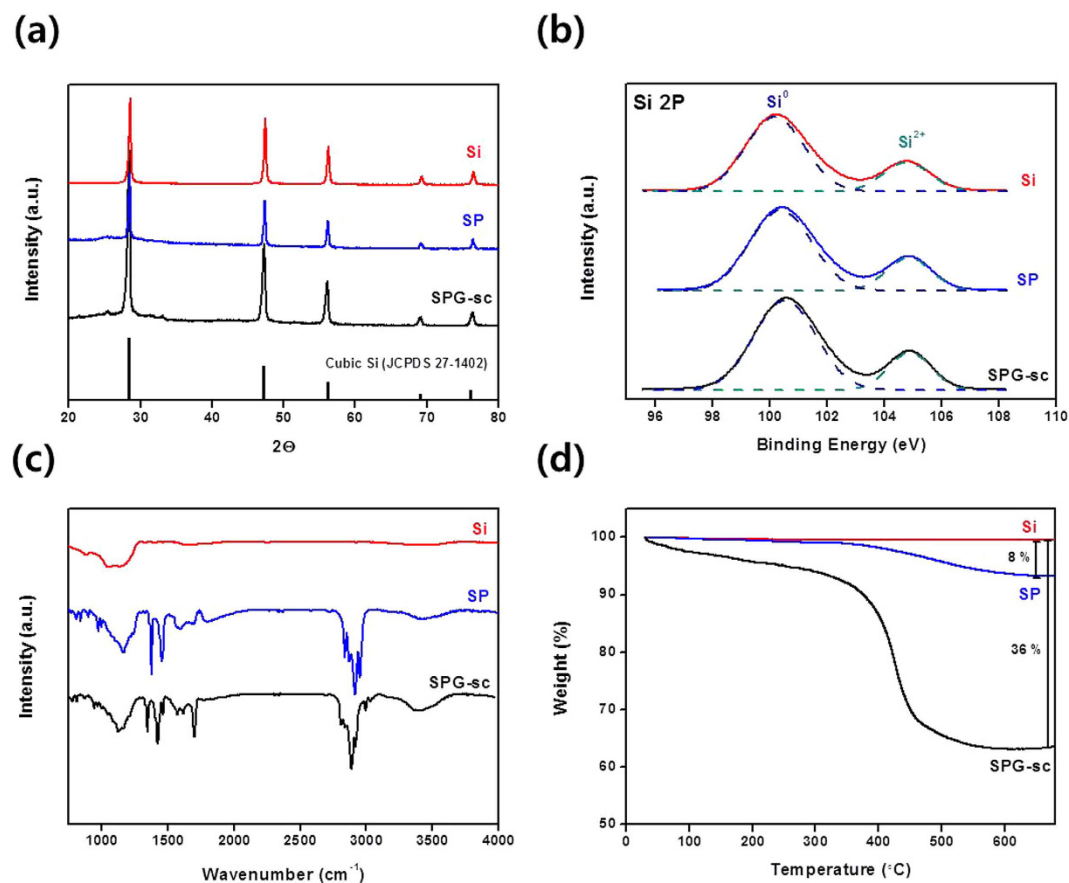 (a)
Intensity (a.u.)
Si
SP
SPG-sc
Cubic Si (JCPDS 27-1402)
20 30 40 50 60 70 80
2Θ
(b)
Intensity (a.u.)
Si 2P
Si⁰
Si²⁺
Si
SP
SPG-sc
96 98 100 102 104 106 108 110
Binding Energy (eV)
(c)
Intensity (a.u.)
Si
SP
SPG-sc
1000 1500 2000 2500 3000 3500 4000
Wavenumber (cm⁻¹)
(d)
Weight (%)
100
90
80
70
60
50
Si
8 %
SP
36 %
SPG-sc
0 100 200 300 400 500 600
Temperature (°C)